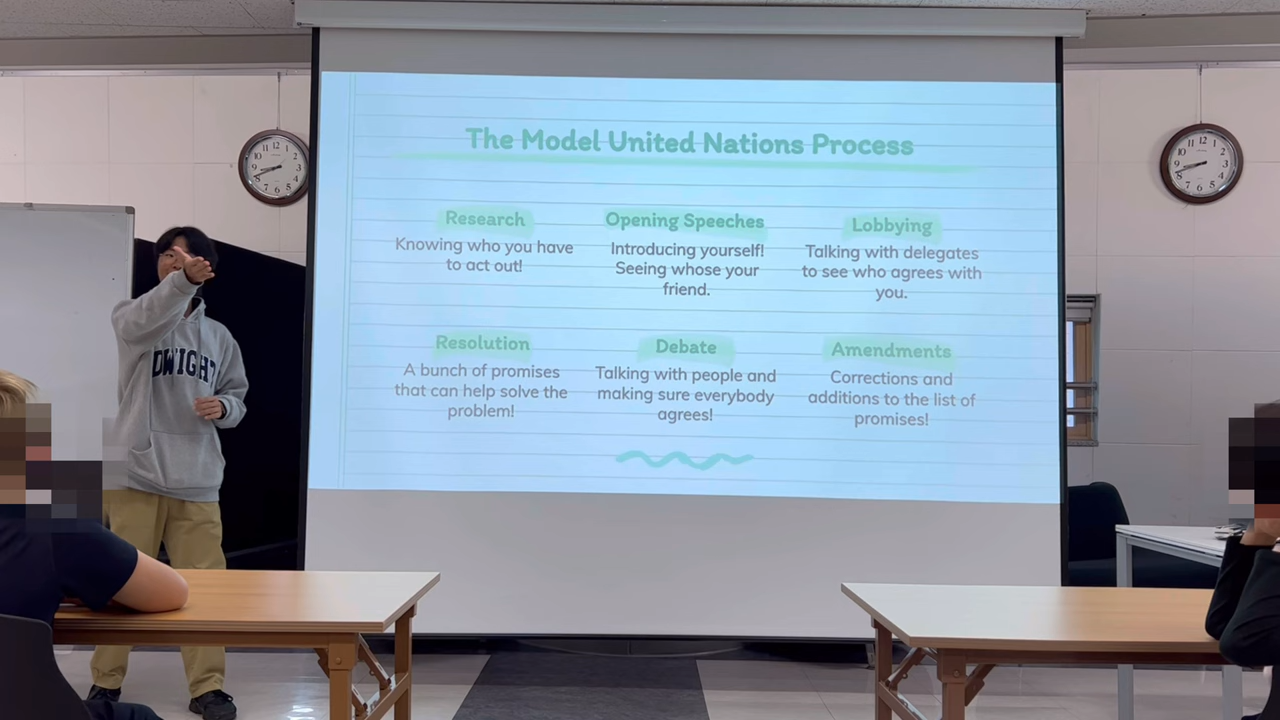 The Model United Nations Process
Research
Knowing who you have
to act out!
Opening Speeches
Introducing yourself!
Seeing whose your
friend.
Lobbying
Talking with delegates
to see who agrees with
you.
Resolution
A bunch of promises
that can help solve the
problem!
Debate
Talking with people and
making sure everybody
agrees!
Amendments
Corrections and
additions to the list of
promises!
DWIGHT